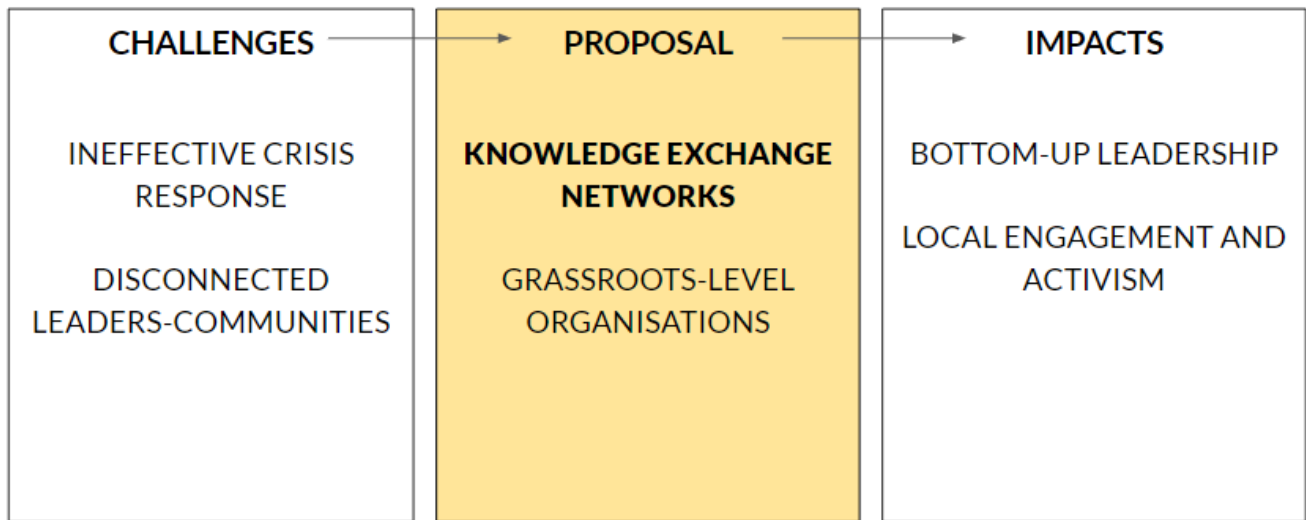 CHALLENGES
INEFFECTIVE CRISIS
RESPONSE
DISCONNECTED
LEADERS-COMMUNITIES
PROPOSAL
KNOWLEDGE EXCHANGE
NETWORKS
GRASSROOTS-LEVEL
ORGANISATIONS
IMPACTS
BOTTOM-UP LEADERSHIP
LOCAL ENGAGEMENT AND
ACTIVISM